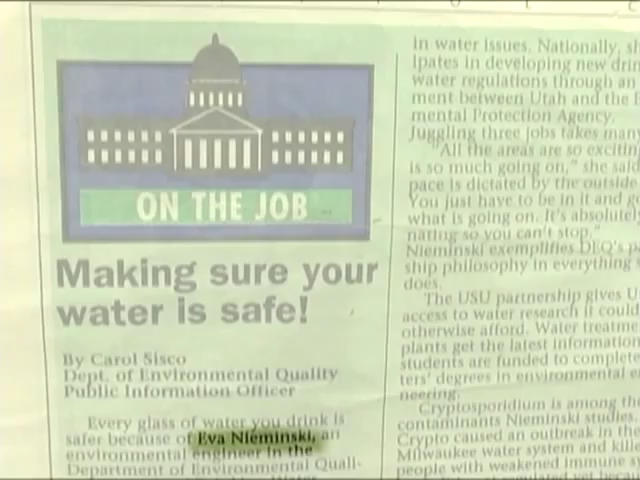 ON THE JOB
Making sure your
water is safe!
By Carol Sisco
Dept. of Environmental Quality
Public Information Officer
Every glass of water you drink is
safer because of Eva Nieminski, an
environmental engineer in the
Department of Environmental Quali-
in water issues. Nationally, sh
ipates in developing new drin
water regulations through an
ment between Utah and the E
mental Protection Agency.
Juggling three jobs takes man
"All the areas are so exciting
is so much going on," she said
pace is dictated by the outside
You just have to be in it and go
what is going on. It's absolutel
nating so you can't stop."
Nieminski exemplifies DEQ's p
ship philosophy in everything s
does.
The USU partnership gives U
access to water research it could
otherwise afford. Water treatme
plants get the latest information
students are funded to complete
ters' degrees in environmental e
neering.
Cryptosporidium is among the
contaminants Nieminski studies.
Crypto caused an outbreak in the
Milwaukee water system and kille
people with weakened immune sy